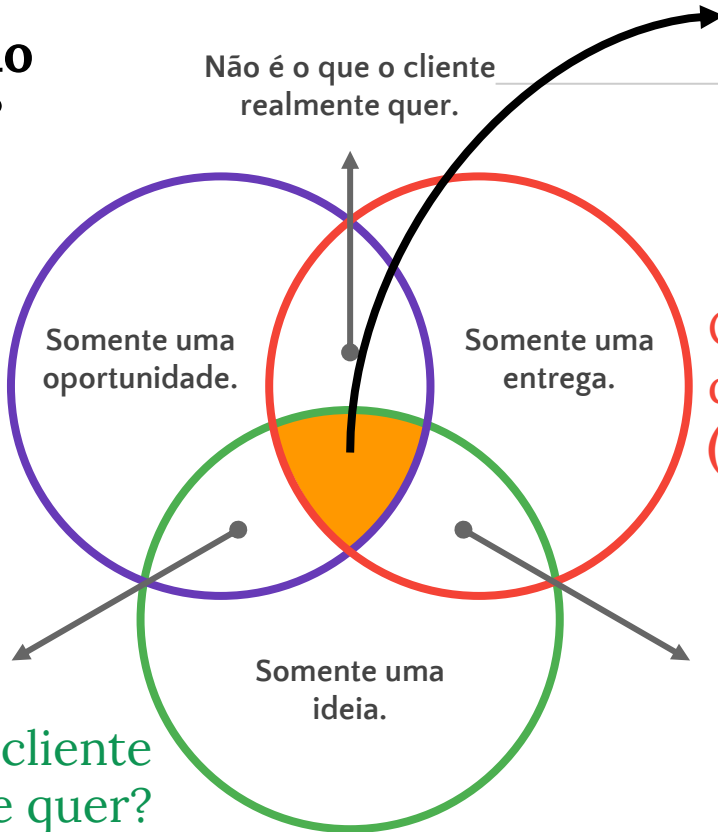 Não é o que o cliente
realmente quer.
Somente uma
oportunidade.
Somente uma
entrega.
Somente uma
ideia.
cliente
e quer?